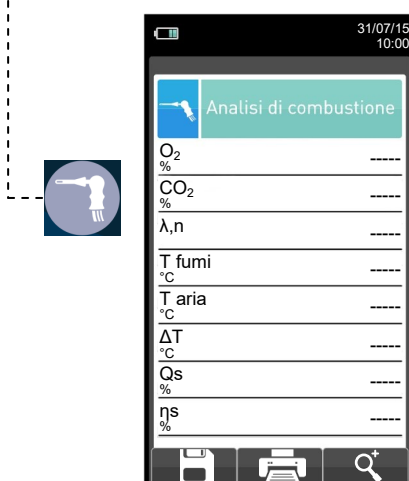 31/07/15
10:00
Analisi di combustione
O2 -----
%
CO2 -----
%
λ,n -----
T fumi -----
°C
T aria -----
°C
ΔT -----
°C
Qs -----
%
ηs -----
%